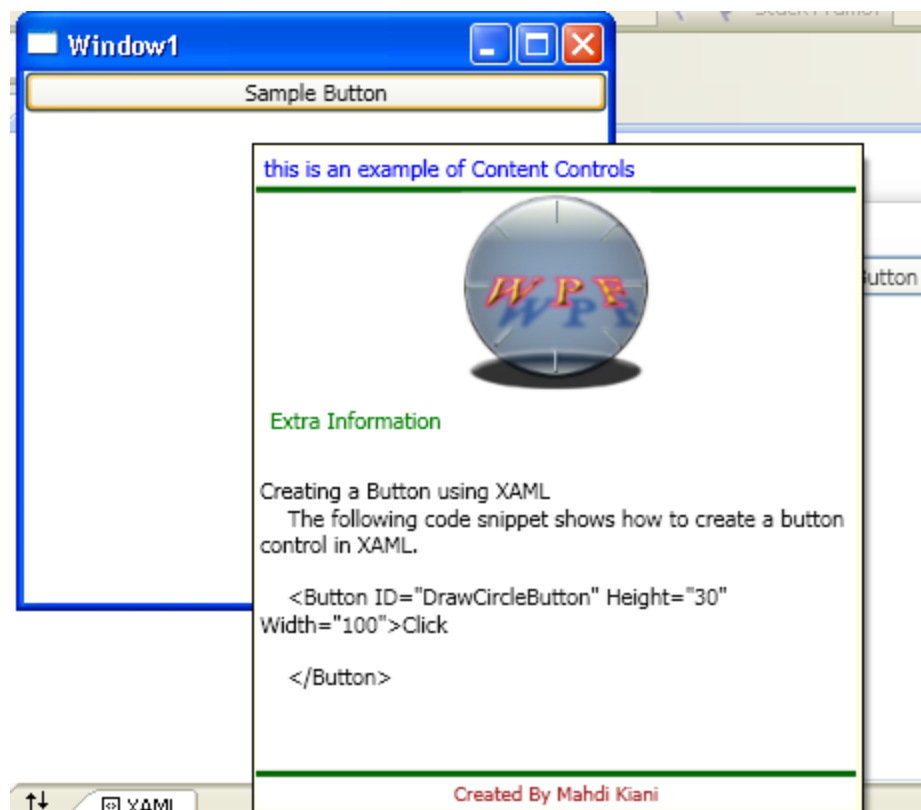 Window1
Sample Button
this is an example of Content Controls
WPF
utton
Extra Information
Creating a Button using XAML
The following code snippet shows how to create a button
control in XAML.
<Button ID="DrawCircleButton" Height="30"
Width="100">Click
</Button>
Created By Mahdi Kiani
XAML